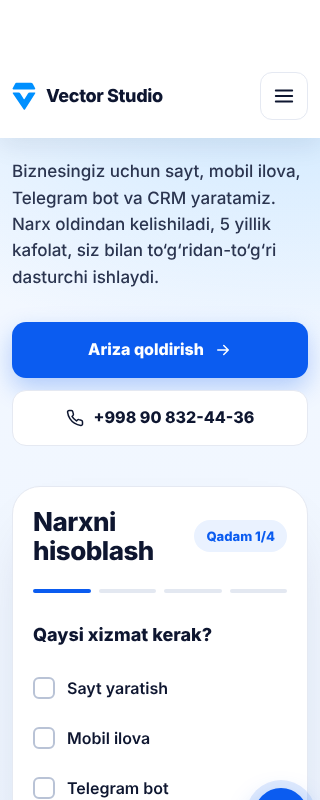 Vector Studio
Biznesingiz uchun sayt, mobil ilova,
Telegram bot va CRM yaratamiz.
Narx oldindan kelishiladi, 5 yillik
kafolat, siz bilan to‘g‘ridan-to‘g‘ri
dasturchi ishlaydi.
Ariza qoldirish →
+998 90 832-44-36
Narxni
hisoblash
Qadam 1/4
Qaysi xizmat kerak?
Sayt yaratish
Mobil ilova
Telegram bot